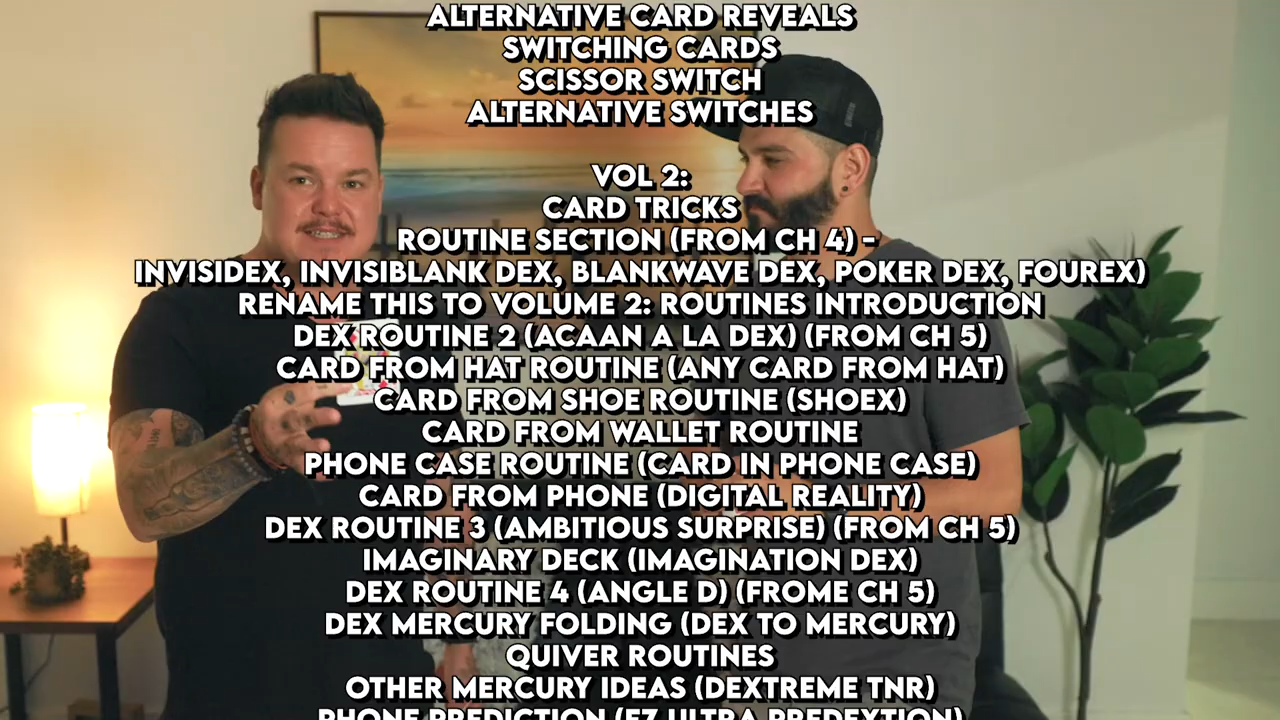 ALTERNATIVE CARD REVEALS
SWITCHING CARDS
SCISSOR SWITCH
ALTERNATIVE SWITCHES
VOL 2:
CARD TRICKS
ROUTINE SECTION (FROM CH 4) -
INVISIDEX, INVISIBLANK DEX, BLANKWAVE DEX, POKER DEX, FOUREX)
RENAME THIS TO VOLUME 2: ROUTINES INTRODUCTION
DEX ROUTINE 2 (ACAAN A LA DEX) (FROM CH 5)
CARD FROM HAT ROUTINE (ANY CARD FROM HAT)
CARD FROM SHOE ROUTINE (SHOEX)
CARD FROM WALLET ROUTINE
PHONE CASE ROUTINE (CARD IN PHONE CASE)
CARD FROM PHONE (DIGITAL REALITY)
DEX ROUTINE 3 (AMBITIOUS SURPRISE) (FROM CH 5)
IMAGINARY DECK (IMAGINATION DEX)
DEX ROUTINE 4 (ANGLE D) (FROME CH 5)
DEX MERCURY FOLDING (DEX TO MERCURY)
QUIVER ROUTINES
OTHER MERCURY IDEAS (DEXTREME TNR)
PHONE PREDICTION (EZ ULTRA PREDEXTION)